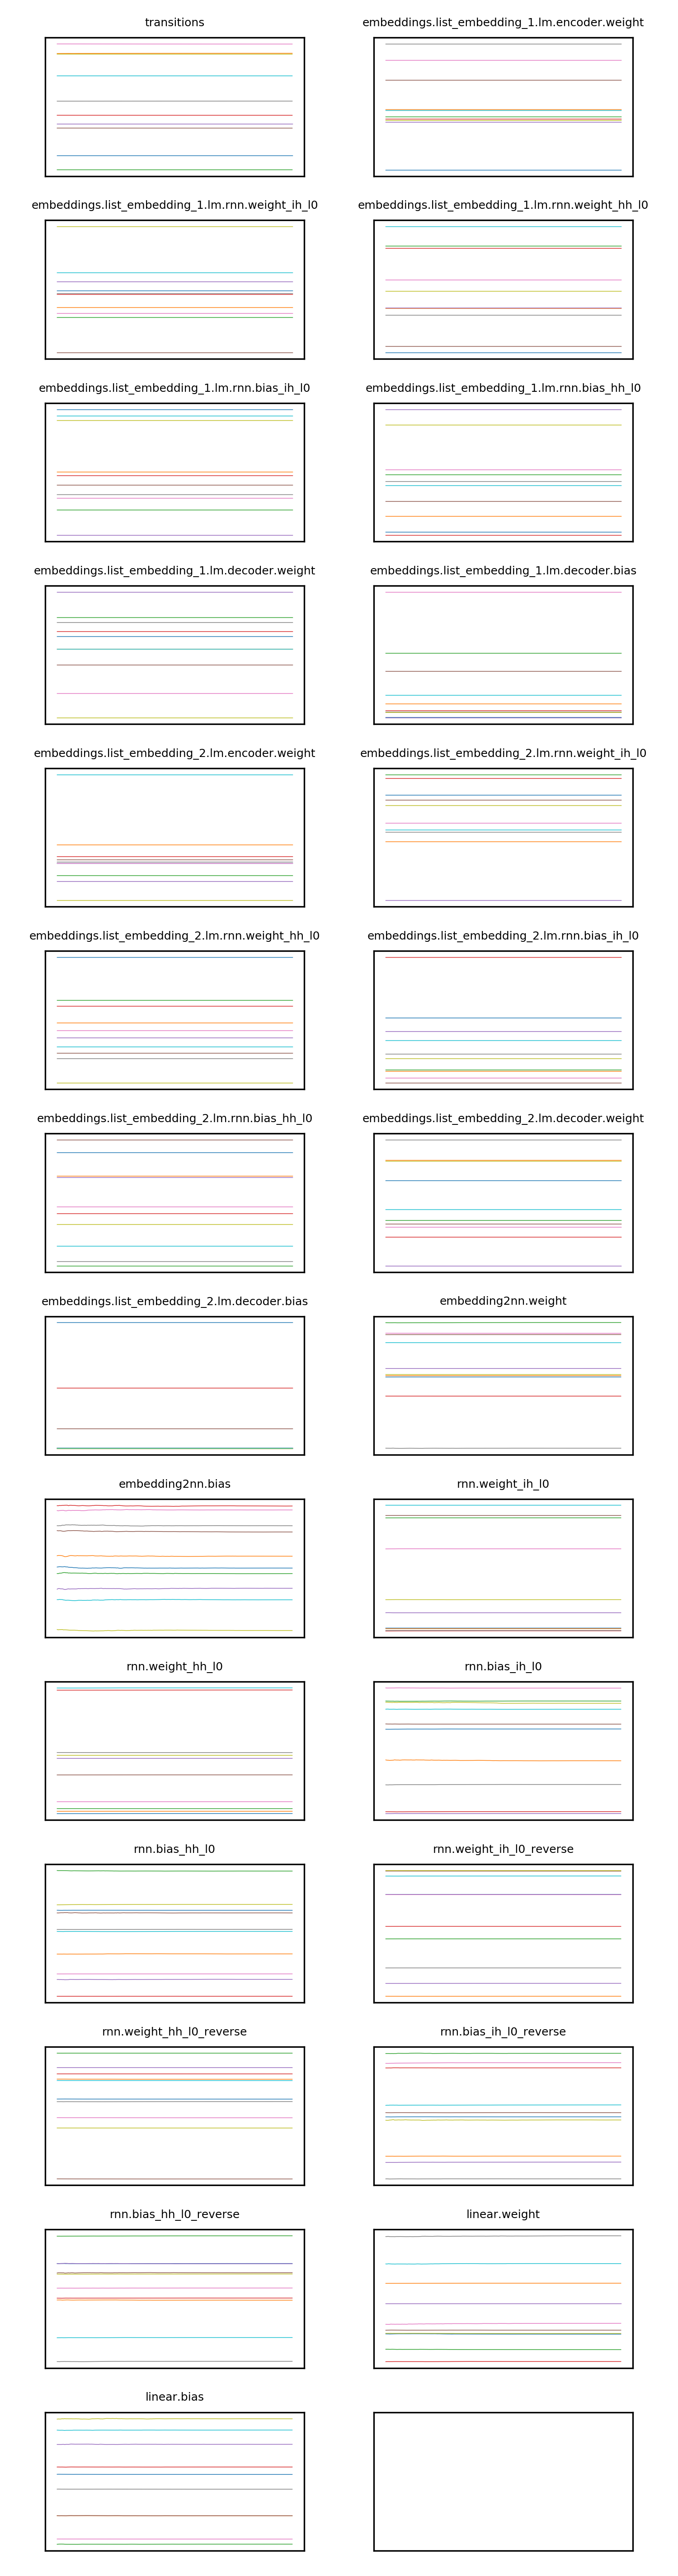 transitions
embeddings.list_embedding_1.lm.encoder.weight
embeddings.list_embedding_1.lm.rnn.weight_ih_l0
embeddings.list_embedding_1.lm.rnn.weight_hh_l0
embeddings.list_embedding_1.lm.rnn.bias_ih_l0
embeddings.list_embedding_1.lm.rnn.bias_hh_l0
embeddings.list_embedding_1.lm.decoder.weight
embeddings.list_embedding_1.lm.decoder.bias
embeddings.list_embedding_2.lm.encoder.weight
embeddings.list_embedding_2.lm.rnn.weight_ih_l0
embeddings.list_embedding_2.lm.rnn.weight_hh_l0
embeddings.list_embedding_2.lm.rnn.bias_ih_l0
embeddings.list_embedding_2.lm.rnn.bias_hh_l0
embeddings.list_embedding_2.lm.decoder.weight
embeddings.list_embedding_2.lm.decoder.bias
embedding2nn.weight
embedding2nn.bias
rnn.weight_ih_l0
rnn.weight_hh_l0
rnn.bias_ih_l0
rnn.bias_hh_l0
rnn.weight_ih_l0_reverse
rnn.weight_hh_l0_reverse
rnn.bias_ih_l0_reverse
rnn.bias_hh_l0_reverse
linear.weight
linear.bias